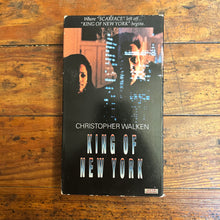 Where "SCARFACE" left off...
"KING OF NEW YORK" begins.
CHRISTOPHER WALKEN
KING OF
NEW YORK